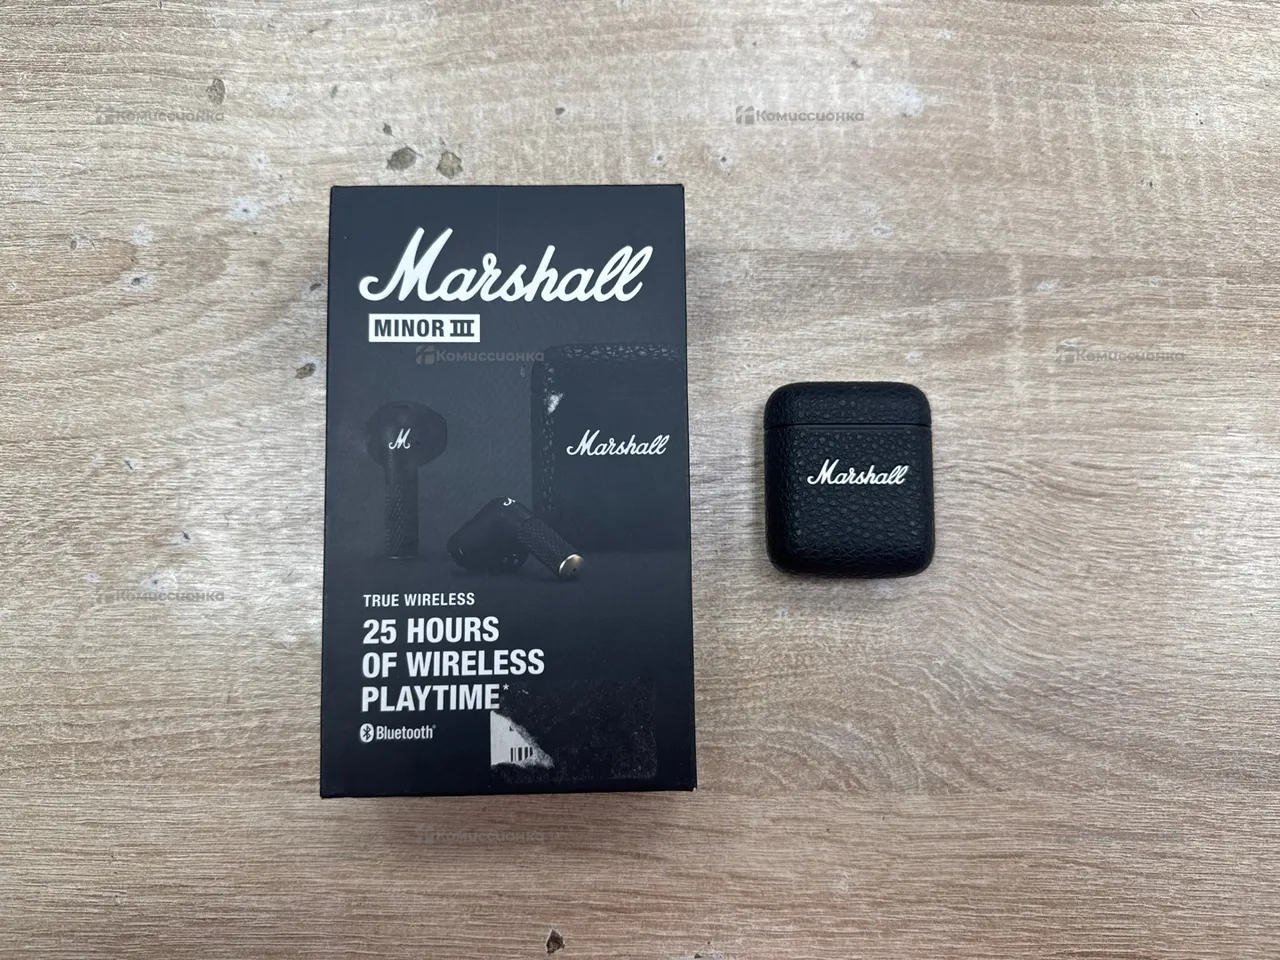 Комиссионка
Комиссионка
Marshall
MINOR III
Комиссионка
Комиссионка
M
Marshall
Marshall
Комиссионка
TRUE WIRELESS
25 HOURS
OF WIRELESS
PLAYTIME*
Bluetooth®
Комиссионка
Комиссионка